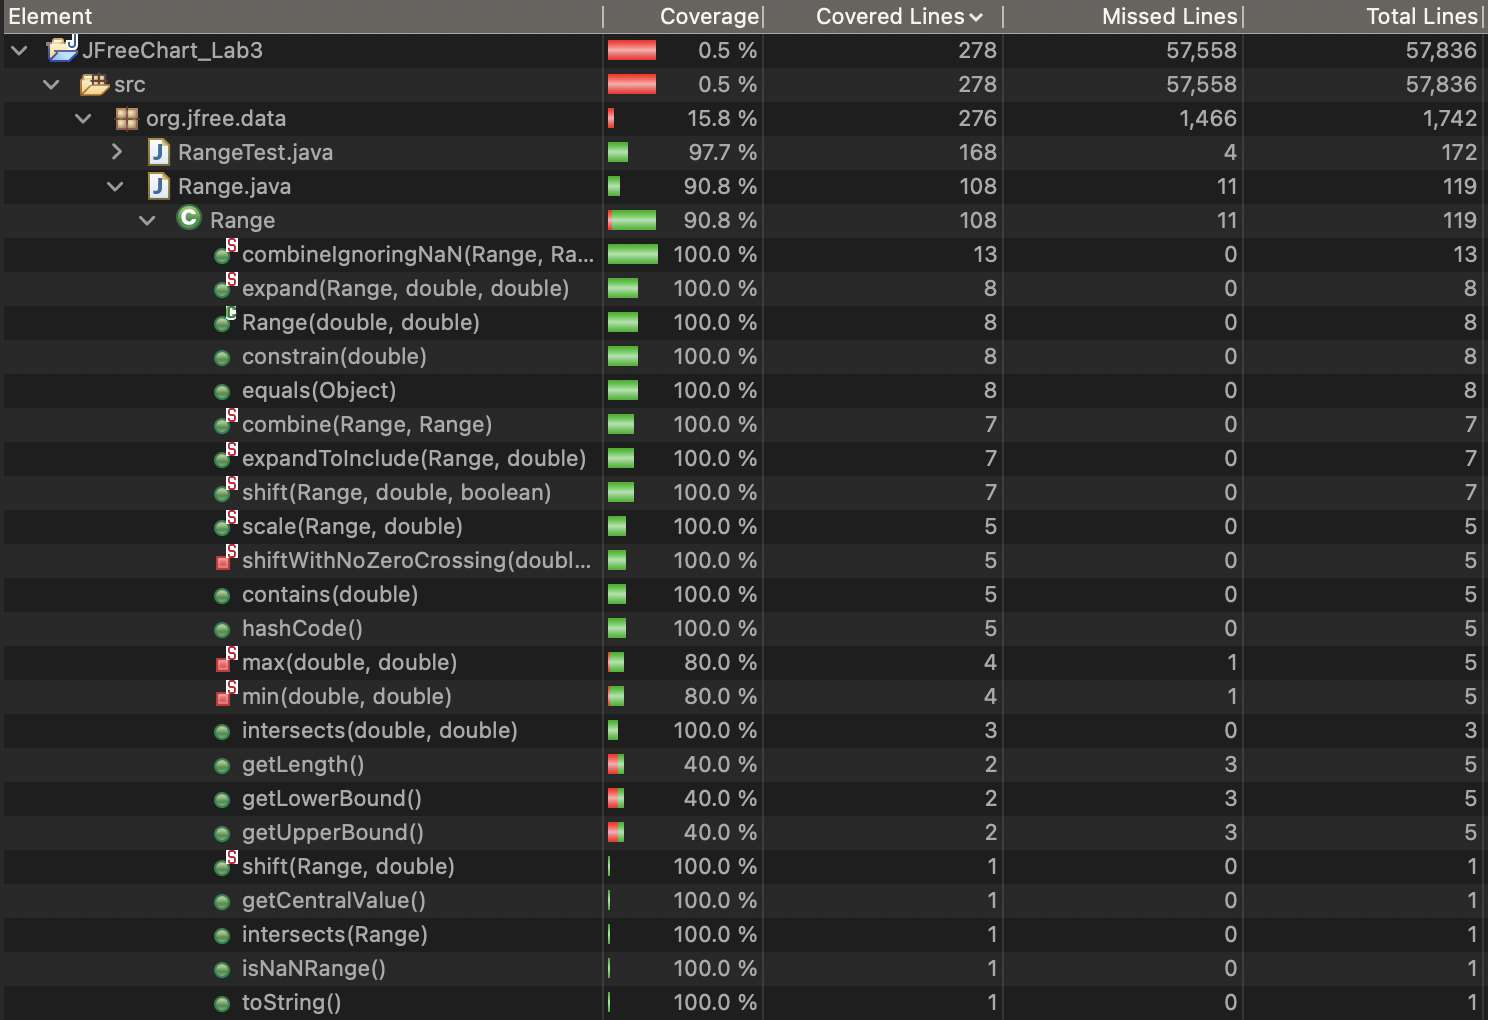 Element Coverage Covered Lines Missed Lines Total Lines
JFreeChart_Lab3 0.5 % 278 57,558 57,836
src 0.5 % 278 57,558 57,836
org.jfree.data 15.8 % 276 1,466 1,742
J RangeTest.java 97.7 % 168 4 172
J Range.java 90.8 % 108 11 119
C Range 90.8 % 108 11 119
S combineIgnoringNaN(Range, Ra... 100.0 % 13 0 13
S expand(Range, double, double) 100.0 % 8 0 8
C Range(double, double) 100.0 % 8 0 8
constrain(double) 100.0 % 8 0 8
equals(Object) 100.0 % 8 0 8
S combine(Range, Range) 100.0 % 7 0 7
S expandToInclude(Range, double) 100.0 % 7 0 7
S shift(Range, double, boolean) 100.0 % 7 0 7
S scale(Range, double) 100.0 % 5 0 5
S shiftWithNoZeroCrossing(doubl... 100.0 % 5 0 5
contains(double) 100.0 % 5 0 5
hashCode() 100.0 % 5 0 5
S max(double, double) 80.0 % 4 1 5
S min(double, double) 80.0 % 4 1 5
intersects(double, double) 100.0 % 3 0 3
getLength() 40.0 % 2 3 5
getLowerBound() 40.0 % 2 3 5
getUpperBound() 40.0 % 2 3 5
S shift(Range, double) 100.0 % 1 0 1
getCentralValue() 100.0 % 1 0 1
intersects(Range) 100.0 % 1 0 1
isNaNRange() 100.0 % 1 0 1
toString() 100.0 % 1 0 1